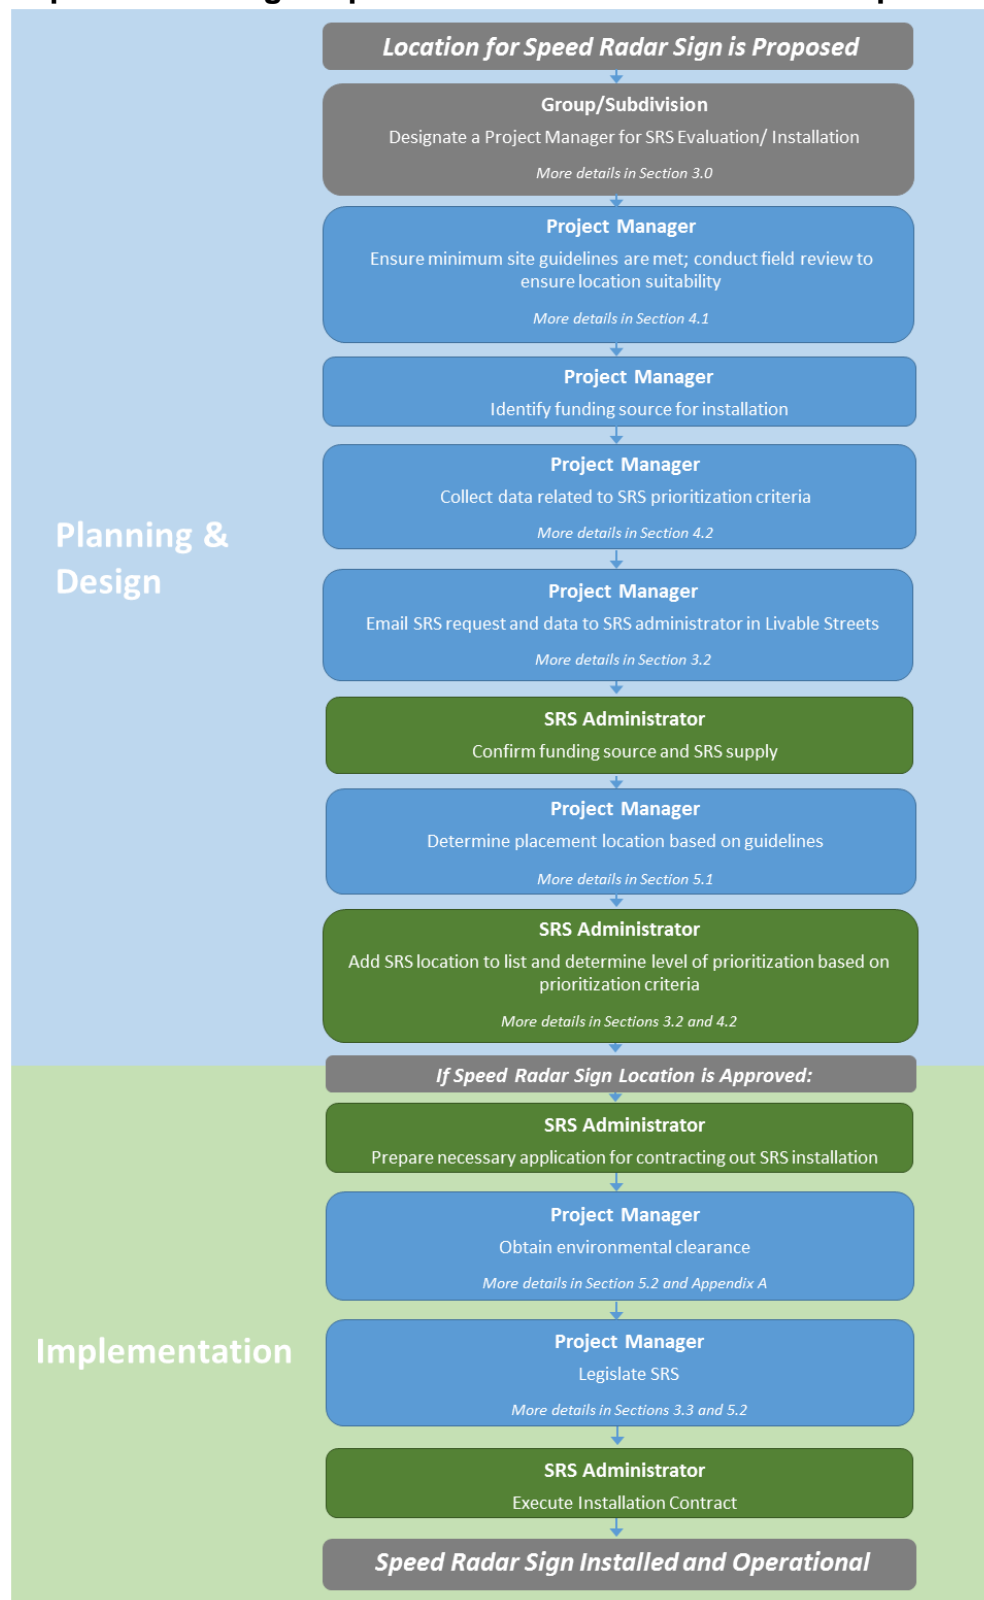 Location for Speed Radar Sign is Proposed
Group/Subdivision
Designate a Project Manager for SRS Evaluation/ Installation
More details in Section 3.0
Project Manager
Ensure minimum site guidelines are met; conduct field review to
ensure location suitability
More details in Section 4.1
Project Manager
Identify funding source for installation
Project Manager
Collect data related to SRS prioritization criteria
More details in Section 4.2
Planning &
Design
Project Manager
Email SRS request and data to SRS administrator in Livable Streets
More details in Section 3.2
SRS Administrator
Confirm funding source and SRS supply
Project Manager
Determine placement location based on guidelines
More details in Section 5.1
SRS Administrator
Add SRS location to list and determine level of prioritization based on
prioritization criteria
More details in Sections 3.2 and 4.2
If Speed Radar Sign Location is Approved:
SRS Administrator
Prepare necessary application for contracting out SRS installation
Project Manager
Obtain environmental clearance
More details in Section 5.2 and Appendix A
Implementation
Project Manager
Legislate SRS
More details in Sections 3.3 and 5.2
SRS Administrator
Execute Installation Contract
Speed Radar Sign Installed and Operational